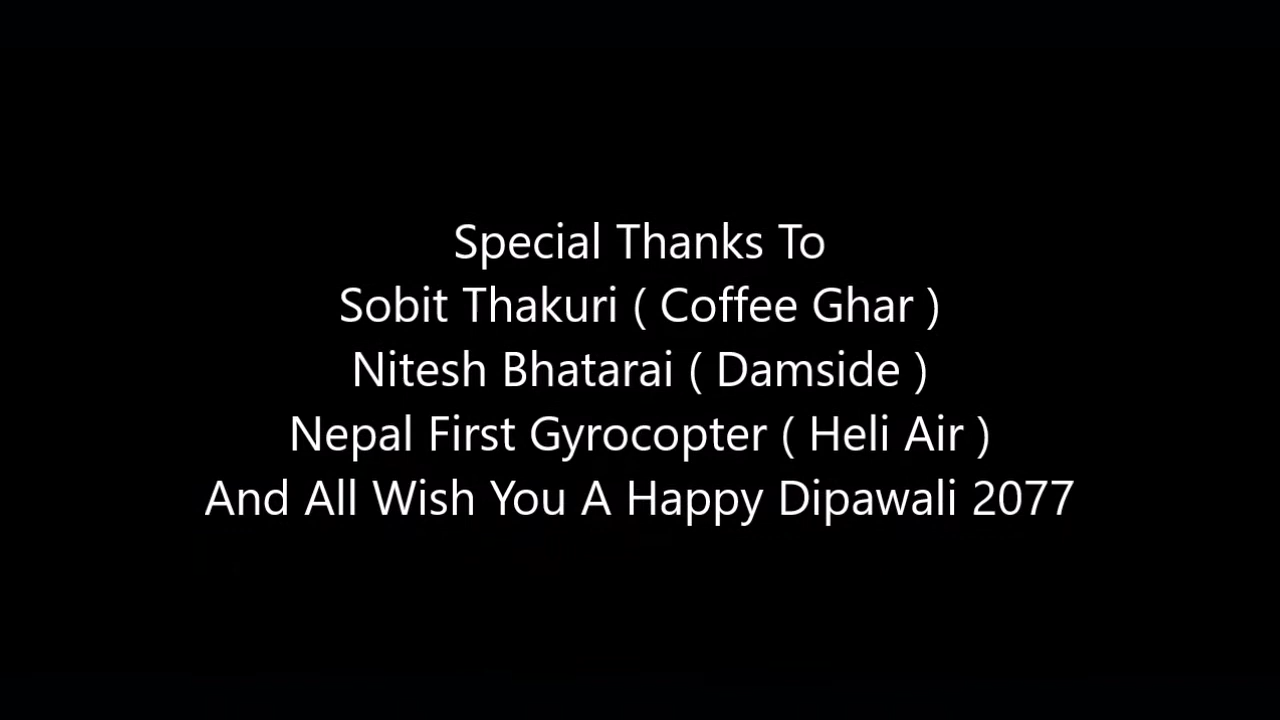 Special Thanks To
Sobit Thakuri ( Coffee Ghar )
Nitesh Bhatarai ( Damside )
Nepal First Gyrocopter ( Heli Air )
And All Wish You A Happy Dipawali 2077